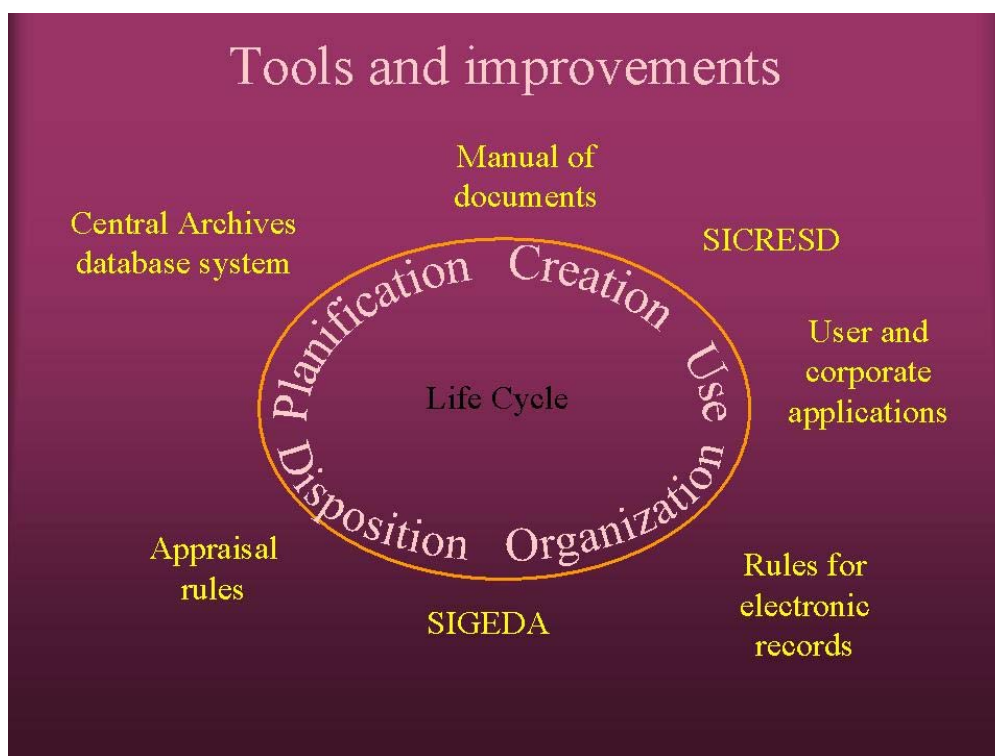 Tools and improvements
Manual of
documents
Central Archives
database system
SICRESD
Planification
Creation
Use
Organization
Disposition
Life Cycle
User and
corporate
applications
Appraisal
rules
SIGEDA
Rules for
electronic
records